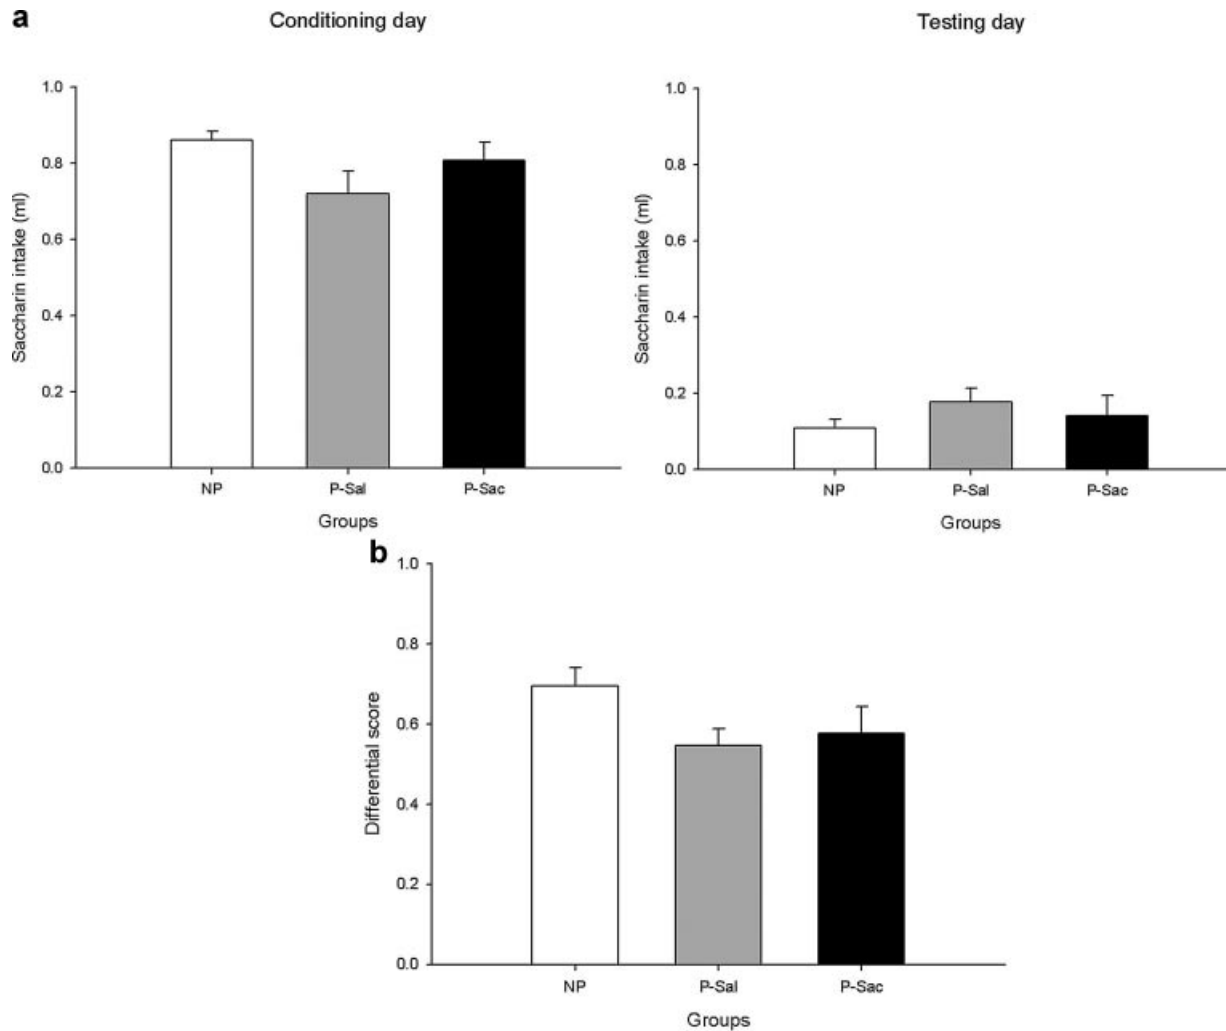 a
Conditioning day
Testing day
1.0
0.8
0.6
0.4
0.2
0.0
Saccharin intake (ml)
NP
P-Sal
P-Sac
Groups
1.0
0.8
0.6
0.4
0.2
0.0
Saccharin intake (ml)
NP
P-Sal
P-Sac
Groups
b
1.0
0.8
0.6
0.4
0.2
0.0
Differential score
NP
P-Sal
P-Sac
Groups